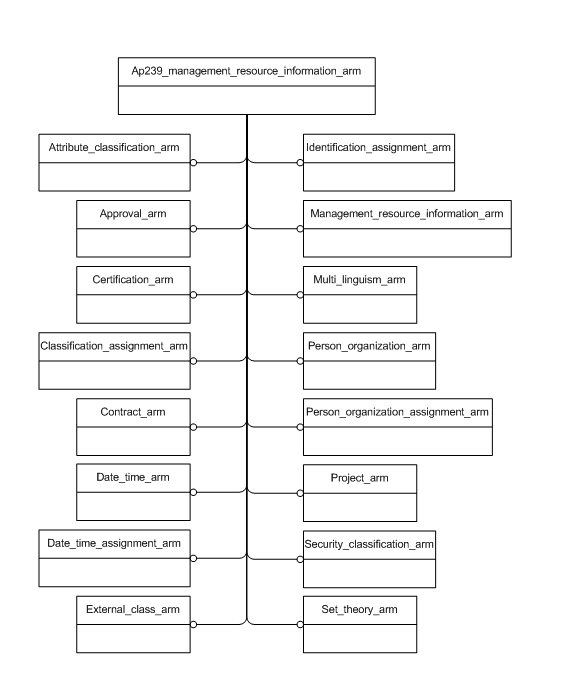 Ap239_management_resource_information_arm
Attribute_classification_arm
Identification_assignment_arm
Approval_arm
Management_resource_information_arm
Certification_arm
Multi_linguism_arm
Classification_assignment_arm
Person_organization_arm
Contract_arm
Person_organization_assignment_arm
Date_time_arm
Project_arm
Date_time_assignment_arm
Security_classification_arm
External_class_arm
Set_theory_arm